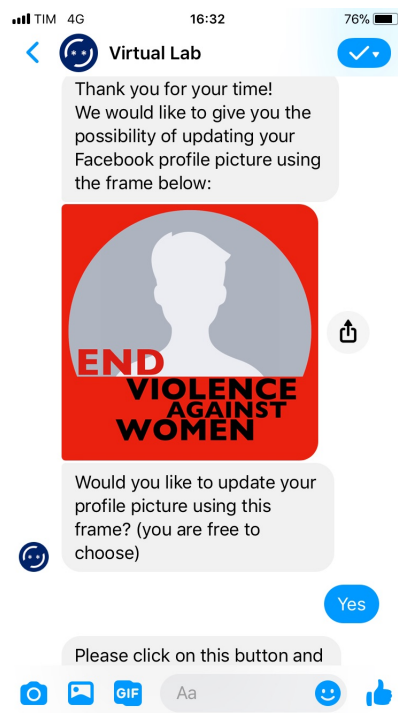 TIM 4G 16:32 76%
Virtual Lab
Thank you for your time!
We would like to give you the
possibility of updating your
Facebook profile picture using
the frame below:
END
VIOLENCE
AGAINST
WOMEN
Would you like to update your
profile picture using this
frame? (you are free to
choose)
Yes
Please click on this button and
GIF Aa